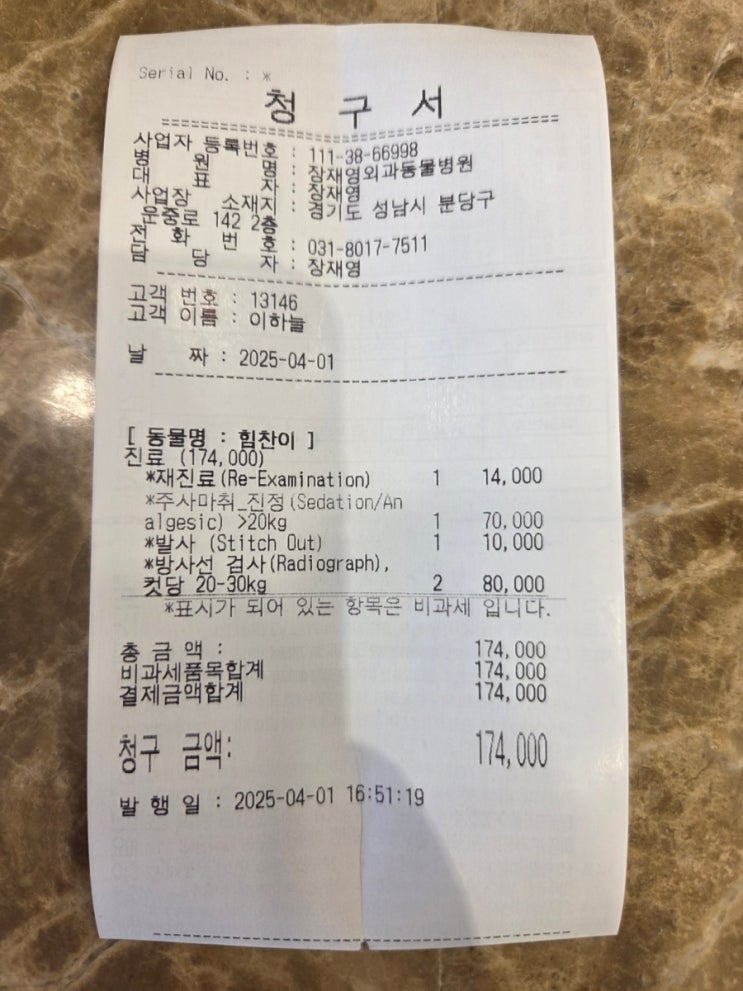 Serial No. : *
청 구 서
사업자 등록번호 : 111-38-66998
병 원 명 : 장재영외과동물병원
대 표 자 : 장재영
사업장 소재지 : 경기도 성남시 분당구
운중로 142 2층
전 화 번 호 : 031-8017-7511
담 당 자 : 장재영
고객 번호 : 13146
고객 이름 : 이하늘
날 짜 : 2025-04-01
[ 동물명 : 힘찬이 ]
진료 (174,000)
*재진료(Re-Examination) 1 14,000
*주사마취_진정(Sedation/An
algesic) >20kg 1 70,000
*발사 (Stitch Out) 1 10,000
*방사선 검사(Radiograph),
컷당 20-30kg 2 80,000
*표시가 되어 있는 항목은 비과세 입니다.
총 금 액 : 174,000
비과세품목합계 174,000
결제금액합계 174,000
청구 금액: 174,000
발 행 일 : 2025-04-01 16:51:19